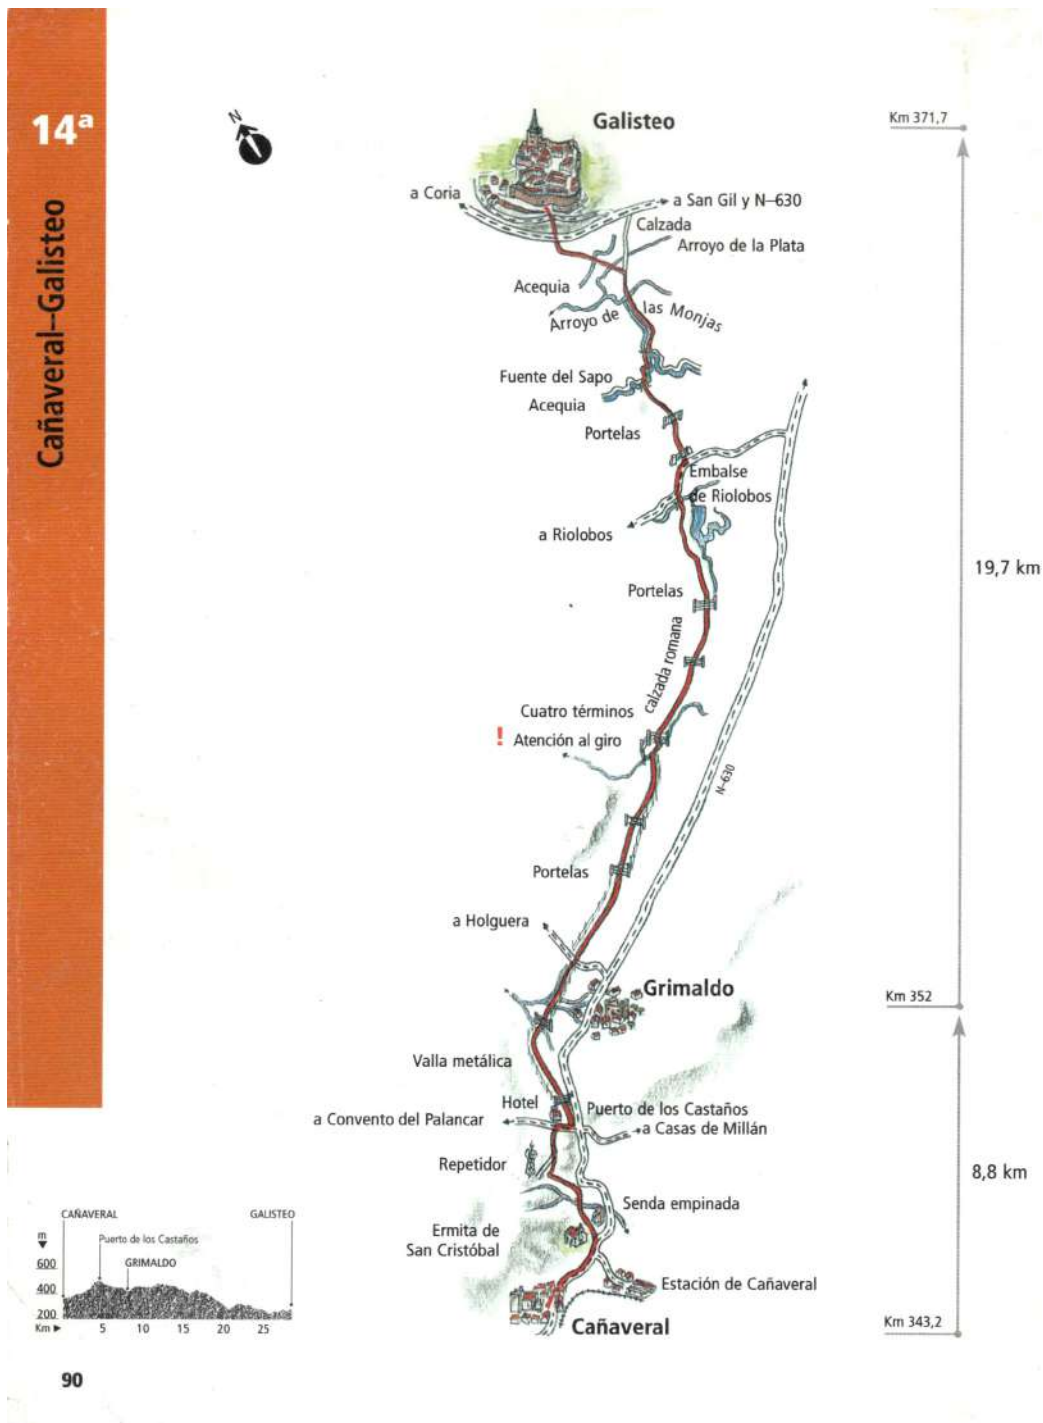 14ª
Cañaveral–Galisteo
N
Galisteo
Km 371,7
a Coria
a San Gil y N–630
Calzada
Arroyo de la Plata
Acequia
Arroyo de las Monjas
Fuente del Sapo
Acequia
Portelas
Embalse
de Riolobos
a Riolobos
19,7 km
Portelas
calzada romana
Cuatro términos
! Atención al giro
N–630
Portelas
a Holguera
Grimaldo
Km 352
Valla metálica
Hotel
Puerto de los Castaños
a Convento del Palancar
a Casas de Millán
Repetidor
8,8 km
Senda empinada
Ermita de
San Cristóbal
Estación de Cañaveral
Cañaveral
Km 343,2
CAÑAVERAL
GALISTEO
m
Puerto de los Castaños
600
GRIMALDO
400
200
Km 5 10 15 20 25
90